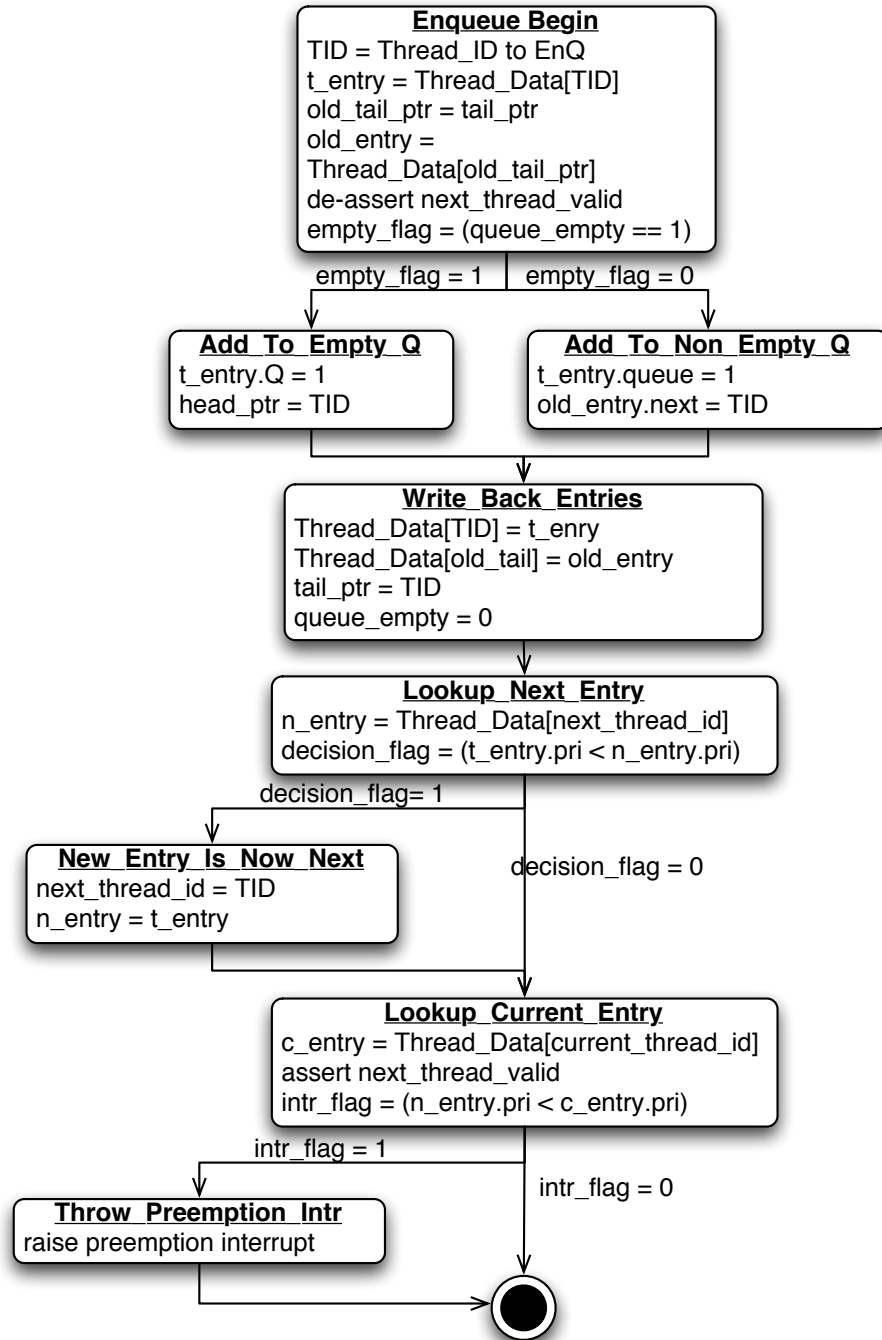 Enqueue Begin
TID = Thread_ID to EnQ
t_entry = Thread_Data[TID]
old_tail_ptr = tail_ptr
old_entry =
Thread_Data[old_tail_ptr]
de-assert next_thread_valid
empty_flag = (queue_empty == 1)
empty_flag = 1
empty_flag = 0
Add_To_Empty_Q
t_entry.Q = 1
head_ptr = TID
Add_To_Non_Empty_Q
t_entry.queue = 1
old_entry.next = TID
Write_Back_Entries
Thread_Data[TID] = t_enry
Thread_Data[old_tail] = old_entry
tail_ptr = TID
queue_empty = 0
Lookup_Next_Entry
n_entry = Thread_Data[next_thread_id]
decision_flag = (t_entry.pri < n_entry.pri)
decision_flag= 1
decision_flag = 0
New_Entry_Is_Now_Next
next_thread_id = TID
n_entry = t_entry
Lookup_Current_Entry
c_entry = Thread_Data[current_thread_id]
assert next_thread_valid
intr_flag = (n_entry.pri < c_entry.pri)
intr_flag = 1
intr_flag = 0
Throw_Preemption_Intr
raise preemption interrupt